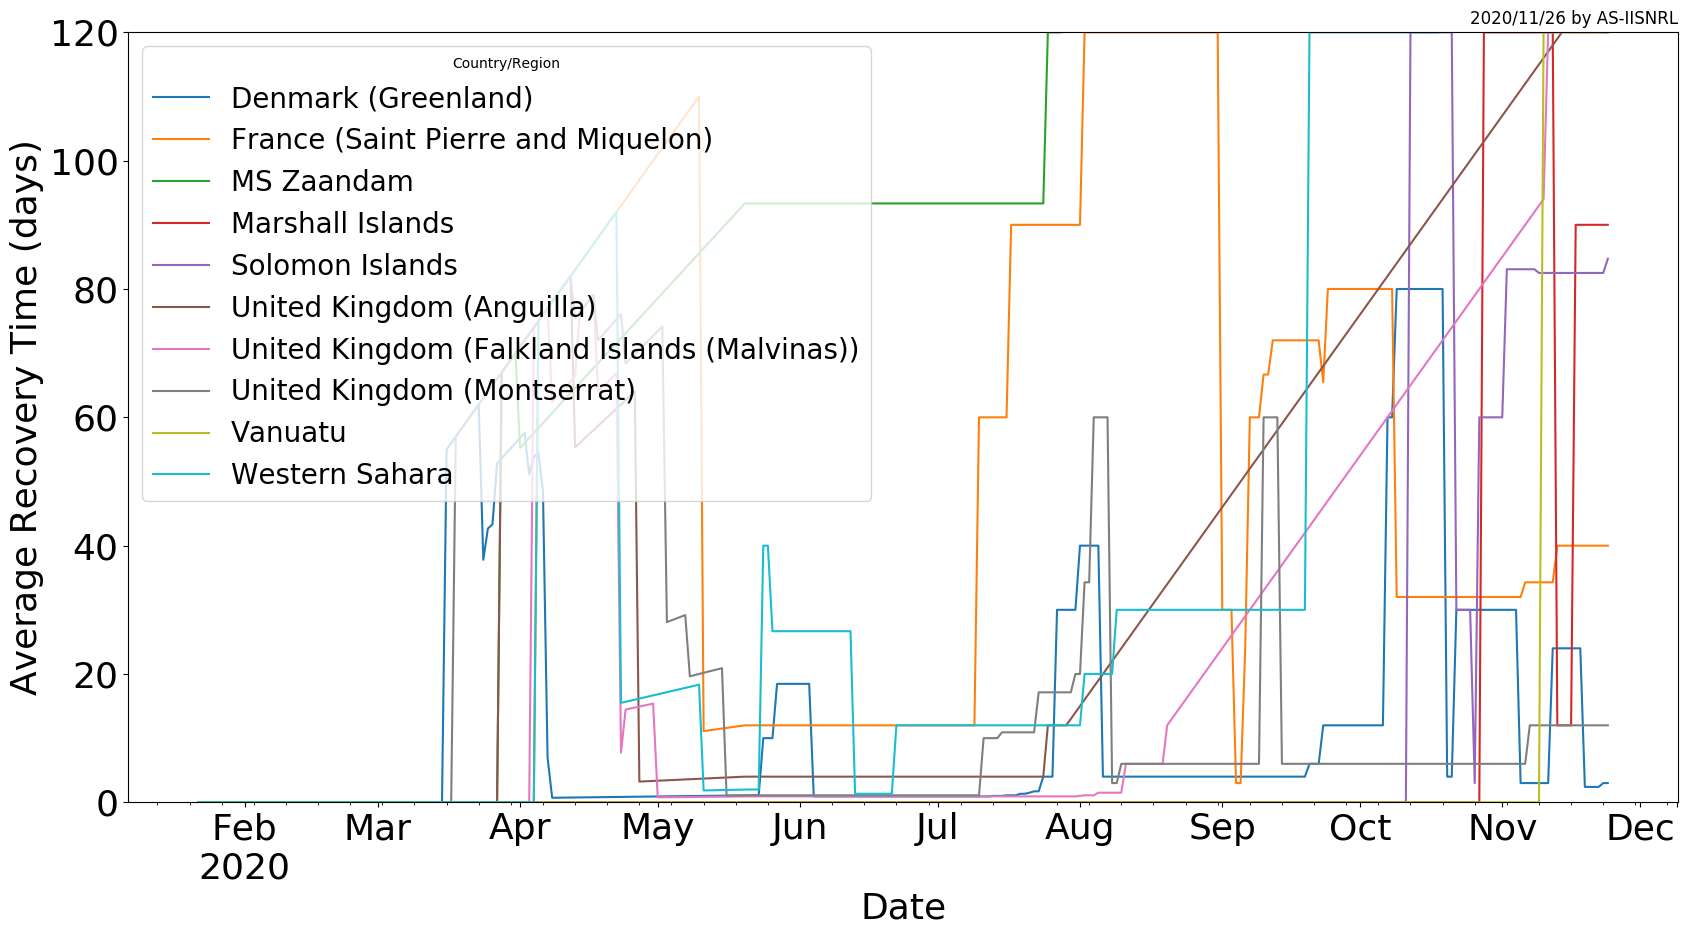 2020/11/26 by AS-IISNRL
Average Recovery Time (days)
120
100
80
60
40
20
0
Country/Region
Denmark (Greenland)
France (Saint Pierre and Miquelon)
MS Zaandam
Marshall Islands
Solomon Islands
United Kingdom (Anguilla)
United Kingdom (Falkland Islands (Malvinas))
United Kingdom (Montserrat)
Vanuatu
Western Sahara
Feb Mar Apr May Jun Jul Aug Sep Oct Nov Dec
2020
Date